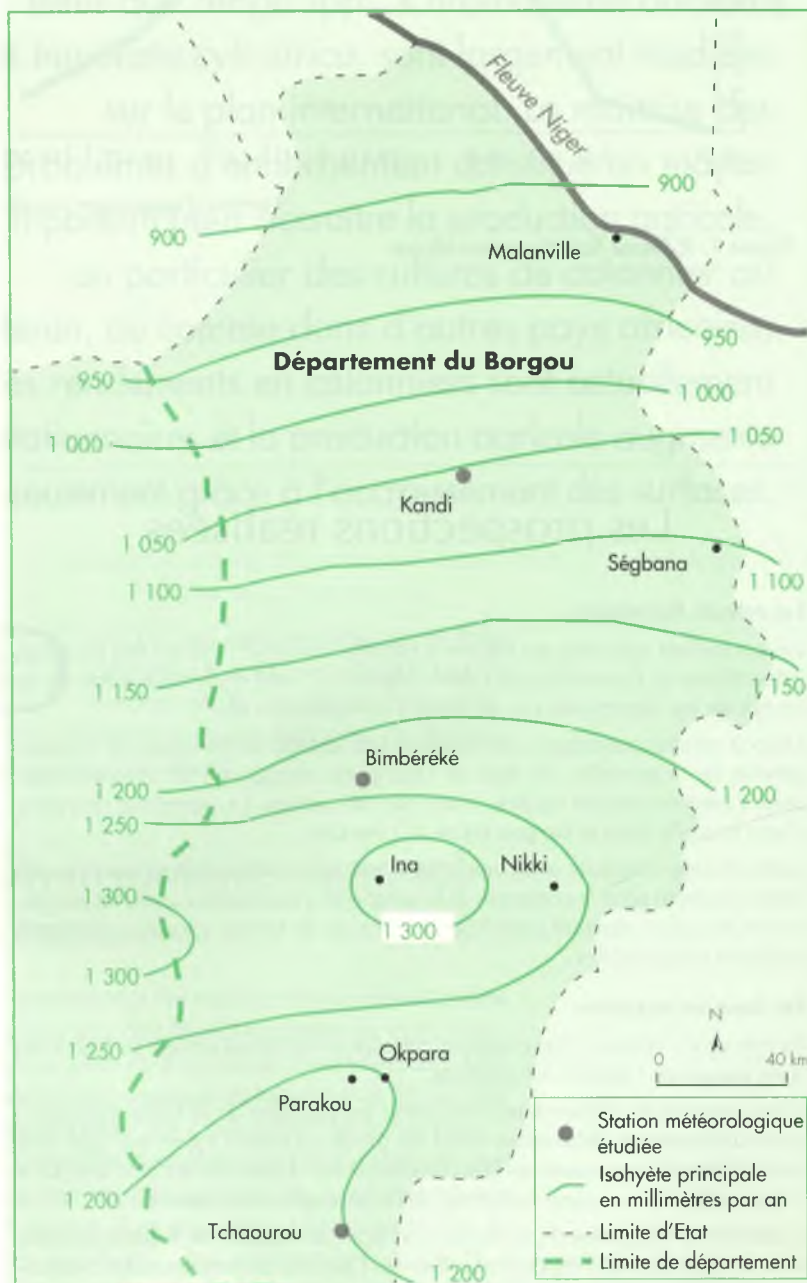 Fleuve Niger
900
900
Malanville
950
Département du Borgou
950
1 000
1 000
1 050
Kandi
1 050
Ségbana
1 100
1 100
1 150
1 150
Bimbéréké
1 200
1 200
1 250
Ina
Nikki
1 300
1 300
1 300
1 250
Okpara
Parakou
N
0 40 km
1 200
Tchaourou
1 200
Station météorologique
étudiée
Isohyète principale
en millimètres par an
Limite d'Etat
Limite de département